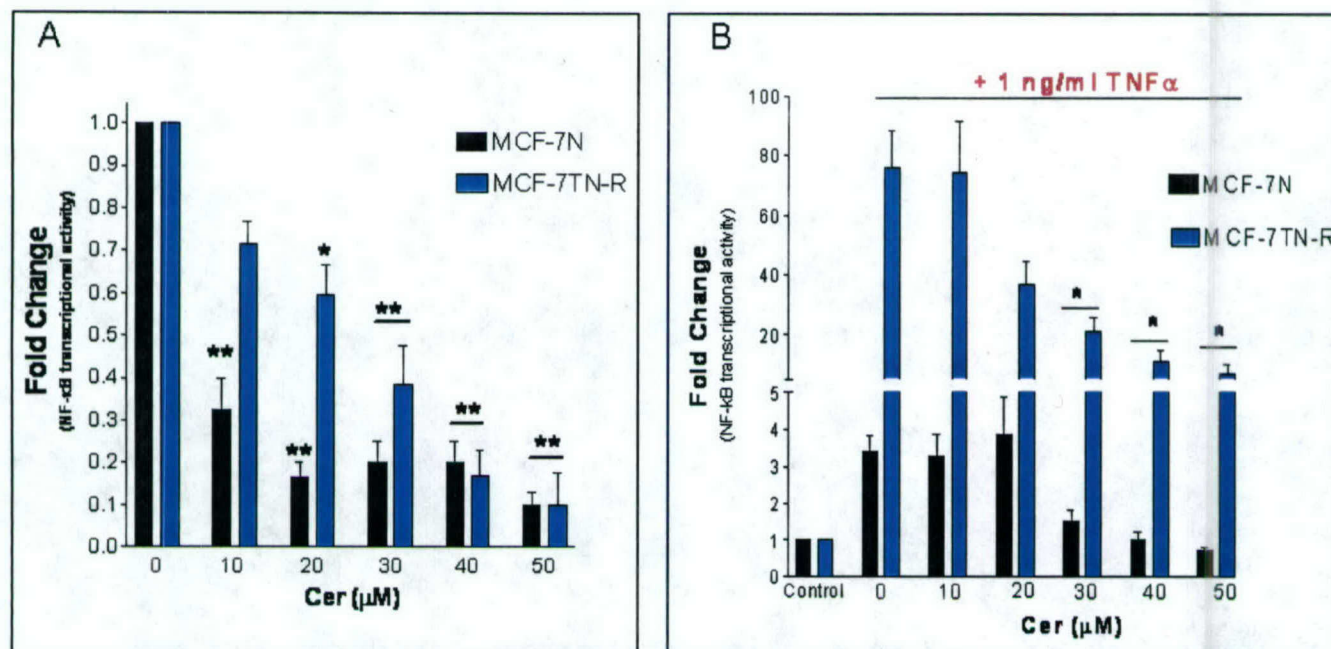 A
Fold Change
(NF-κB transcriptional activity)
1.0
0.9
0.8
0.7
0.6
0.5
0.4
0.3
0.2
0.1
0.0
MCF-7N
MCF-7TN-R
**
**
*
**
**
**
0 10 20 30 40 50
Cer (µM)
B
+ 1 ng/ml TNFα
Fold Change
(NF-kB transcriptional activity)
100
80
60
40
20
5
4
3
2
1
0
MCF-7N
MCF-7TN-R
*
*
*
Control 0 10 20 30 40 50
Cer (µM)